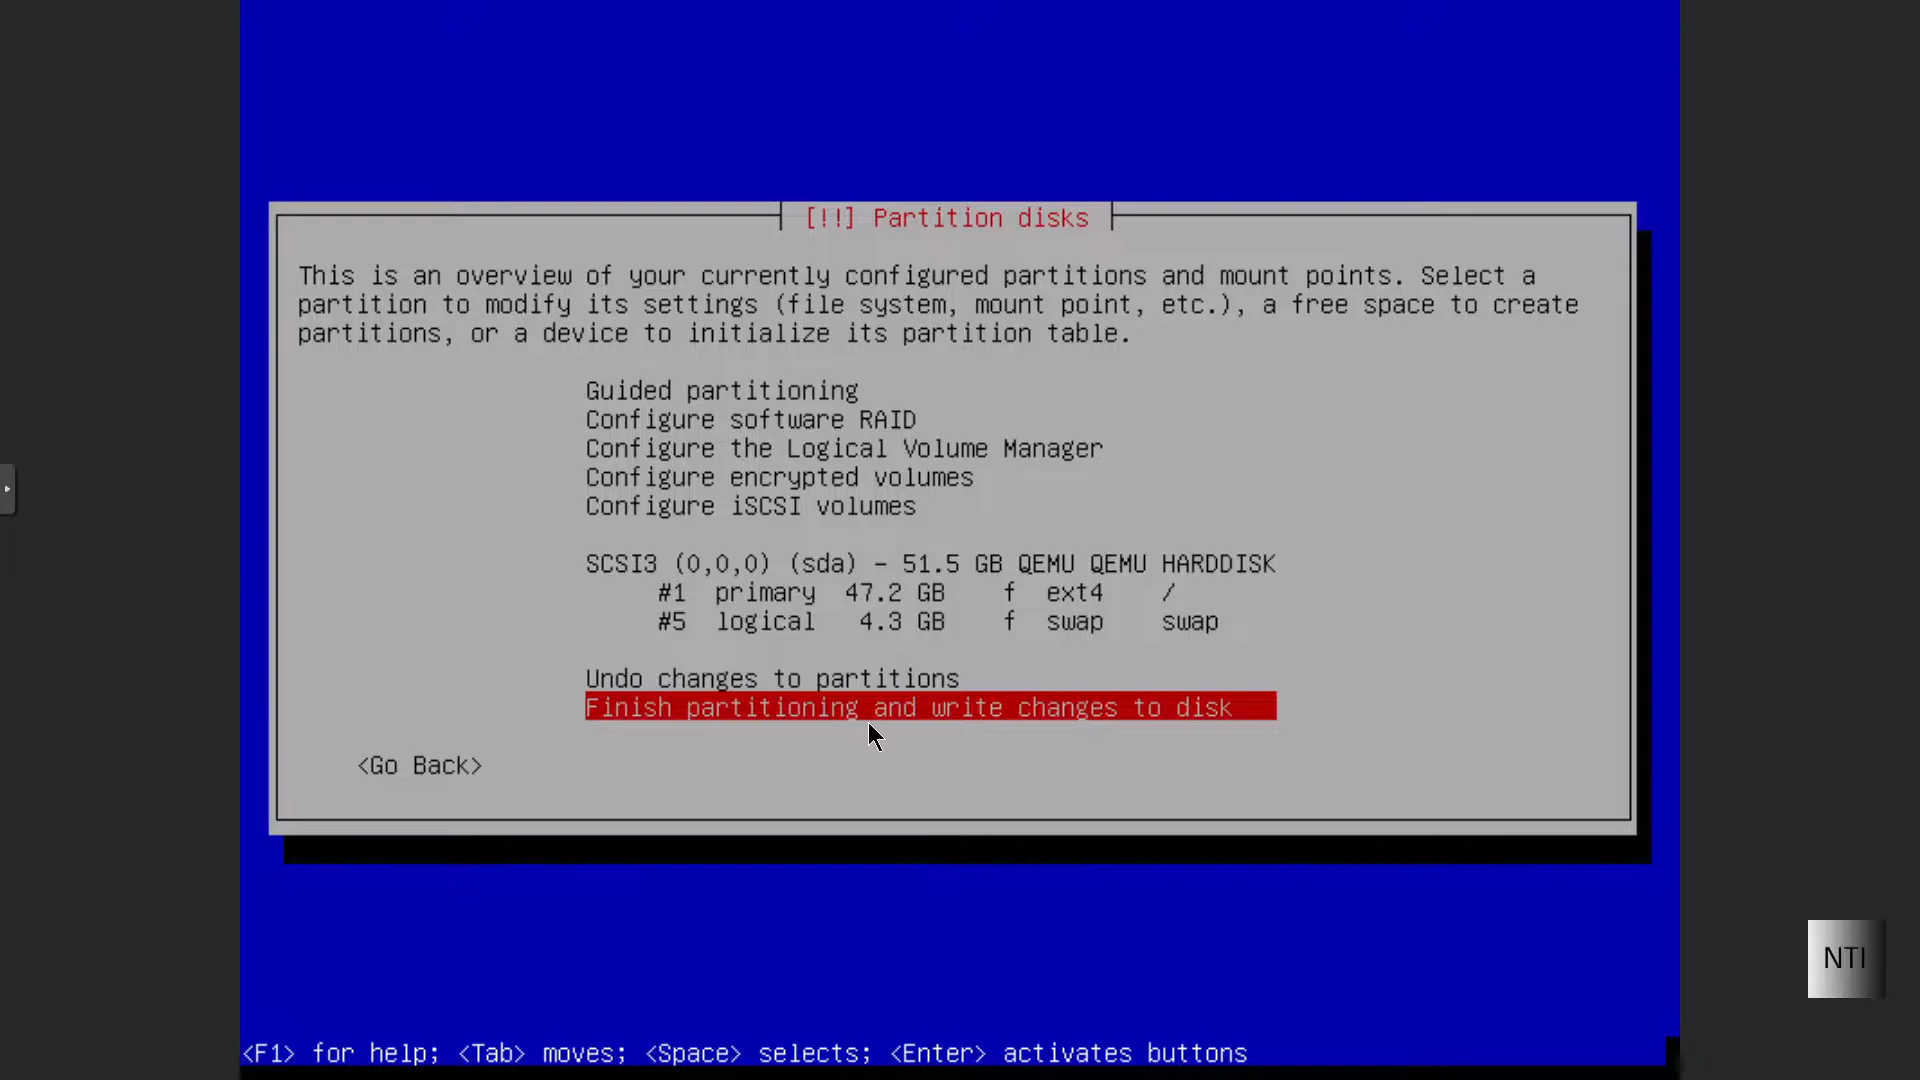 [!!] Partition disks
This is an overview of your currently configured partitions and mount points. Select a
partition to modify its settings (file system, mount point, etc.), a free space to create
partitions, or a device to initialize its partition table.
Guided partitioning
Configure software RAID
Configure the Logical Volume Manager
Configure encrypted volumes
Configure iSCSI volumes
SCSI3 (0,0,0) (sda) - 51.5 GB QEMU QEMU HARDDISK
#1 primary 47.2 GB f ext4 /
#5 logical 4.3 GB f swap swap
Undo changes to partitions
Finish partitioning and write changes to disk
<Go Back>
NTI
<F1> for help; <Tab> moves; <Space> selects; <Enter> activates buttons